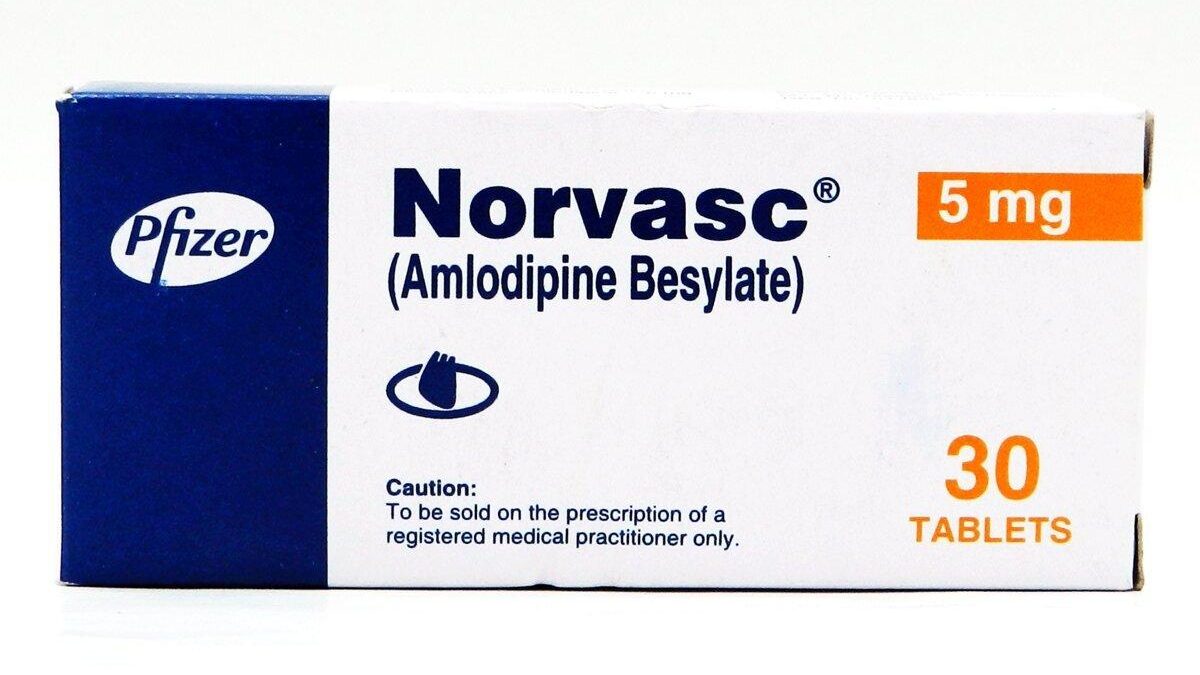 Pfizer
Norvasc®
(Amlodipine Besylate)
5 mg
Caution:
To be sold on the prescription of a
registered medical practitioner only.
30
TABLETS